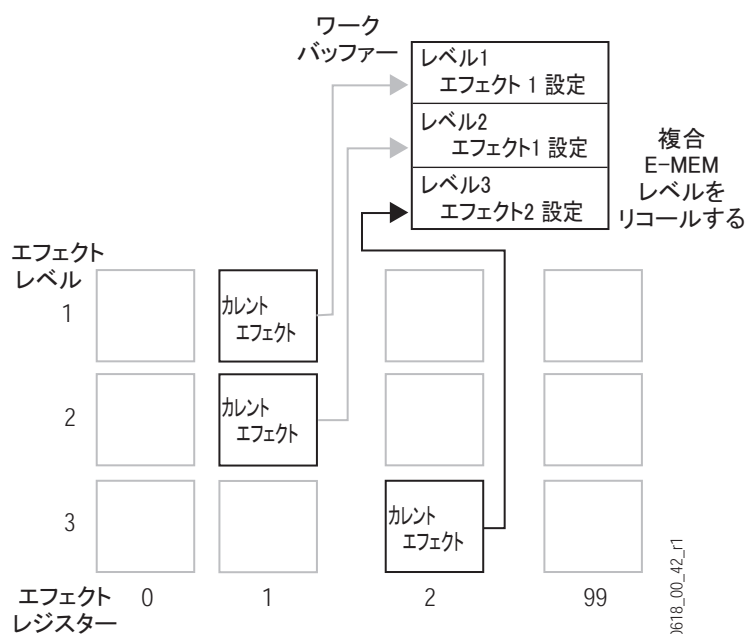 ワーク
バッファー
レベル1
エフェクト 1 設定
レベル2
エフェクト1 設定
レベル3
エフェクト2 設定
複合
E-MEM
レベルを
リコールする
エフェクト
レベル
1
カレント
エフェクト
2
カレント
エフェクト
3
カレント
エフェクト
エフェクト
レジスター
0
1
2
99
0618_00_42_r1